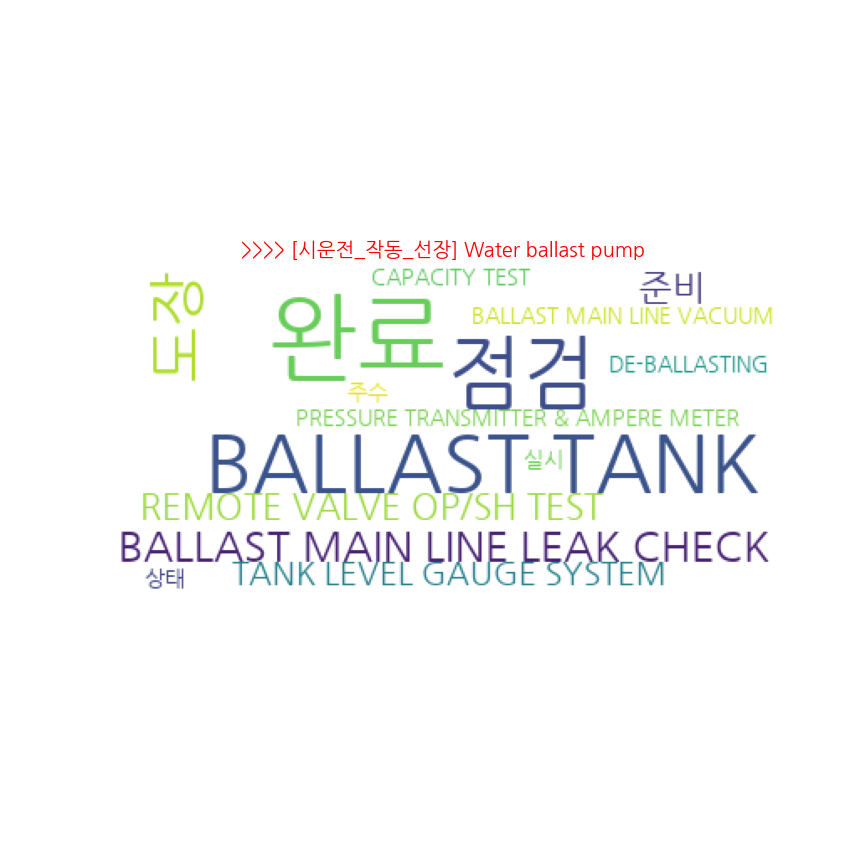 >>>> [시운전_작동_선장] Water ballast pump
CAPACITY TEST
준비
도장
완료
BALLAST MAIN LINE VACUUM
점검
DE-BALLASTING
주수
PRESSURE TRANSMITTER & AMPERE METER
BALLAST TANK
실시
REMOTE VALVE OP/SH TEST
BALLAST MAIN LINE LEAK CHECK
상태
TANK LEVEL GAUGE SYSTEM